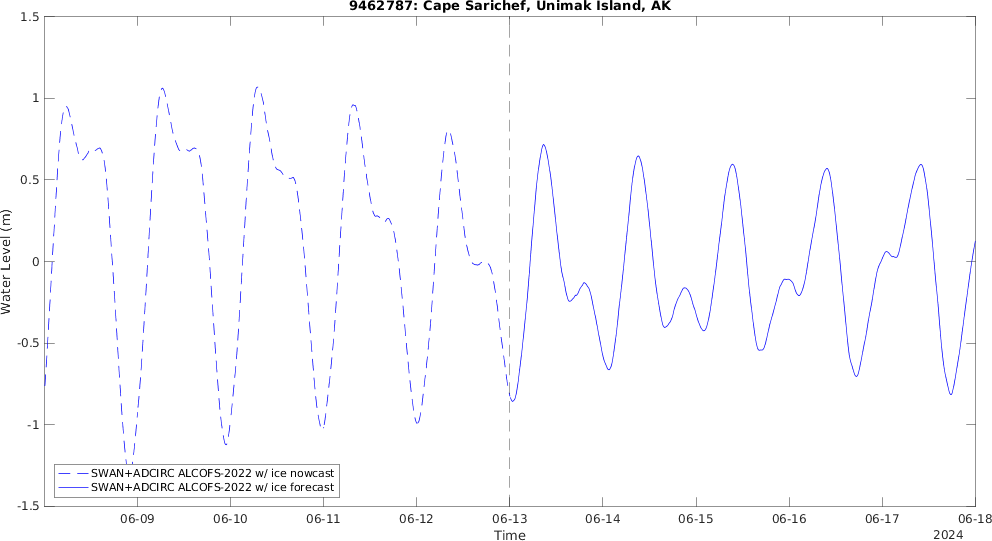 9462787: Cape Sarichef, Unimak Island, AK
1.5
1
0.5
0
-0.5
-1
-1.5
Water Level (m)
SWAN+ADCIRC ALCOFS-2022 w/ ice nowcast
SWAN+ADCIRC ALCOFS-2022 w/ ice forecast
06-09 06-10 06-11 06-12 06-13 06-14 06-15 06-16 06-17 06-18
Time
2024